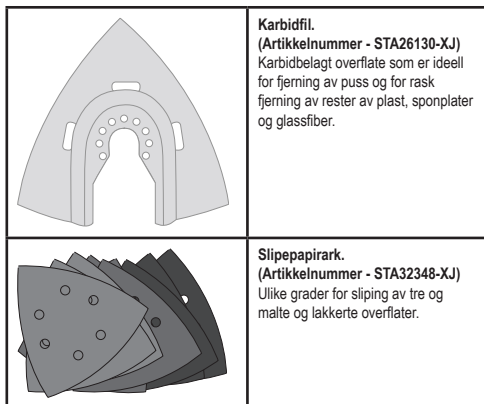 Karbidfil.
(Artikkelnummer - STA26130-XJ)
Karbidbelagt overflate som er ideell
for fjerning av puss og for rask
fjerning av rester av plast, sponplater
og glassfiber.
Slipepapirark.
(Artikkelnummer - STA32348-XJ)
Ulike grader for sliping av tre og
malte og lakkerte overflater.